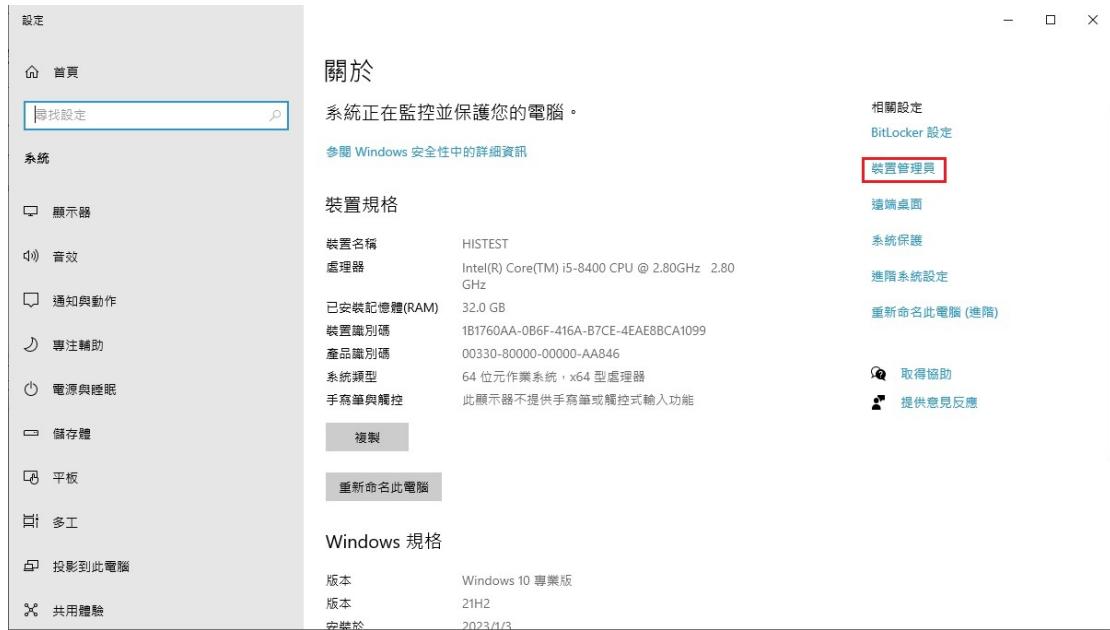 設定
首頁
尋找設定
系統
顯示器
音效
通知與動作
專注輔助
電源與睡眠
儲存體
平板
多工
投影到此電腦
共用體驗
關於
系統正在監控並保護您的電腦。
參閱 Windows 安全性中的詳細資訊
裝置規格
裝置名稱 HISTEST
處理器 Intel(R) Core(TM) i5-8400 CPU @ 2.80GHz 2.80
GHz
已安裝記憶體(RAM) 32.0 GB
裝置識別碼 1B1760AA-0B6F-416A-B7CE-4EAE8BCA1099
產品識別碼 00330-80000-00000-AA846
系統類型 64 位元作業系統，x64 型處理器
手寫筆與觸控 此顯示器不提供手寫筆或觸控式輸入功能
複製
重新命名此電腦
Windows 規格
版本 Windows 10 專業版
版本 21H2
安裝於 2023/1/3
相關設定
BitLocker 設定
裝置管理員
遠端桌面
系統保護
進階系統設定
重新命名此電腦 (進階)
取得協助
提供意見反應